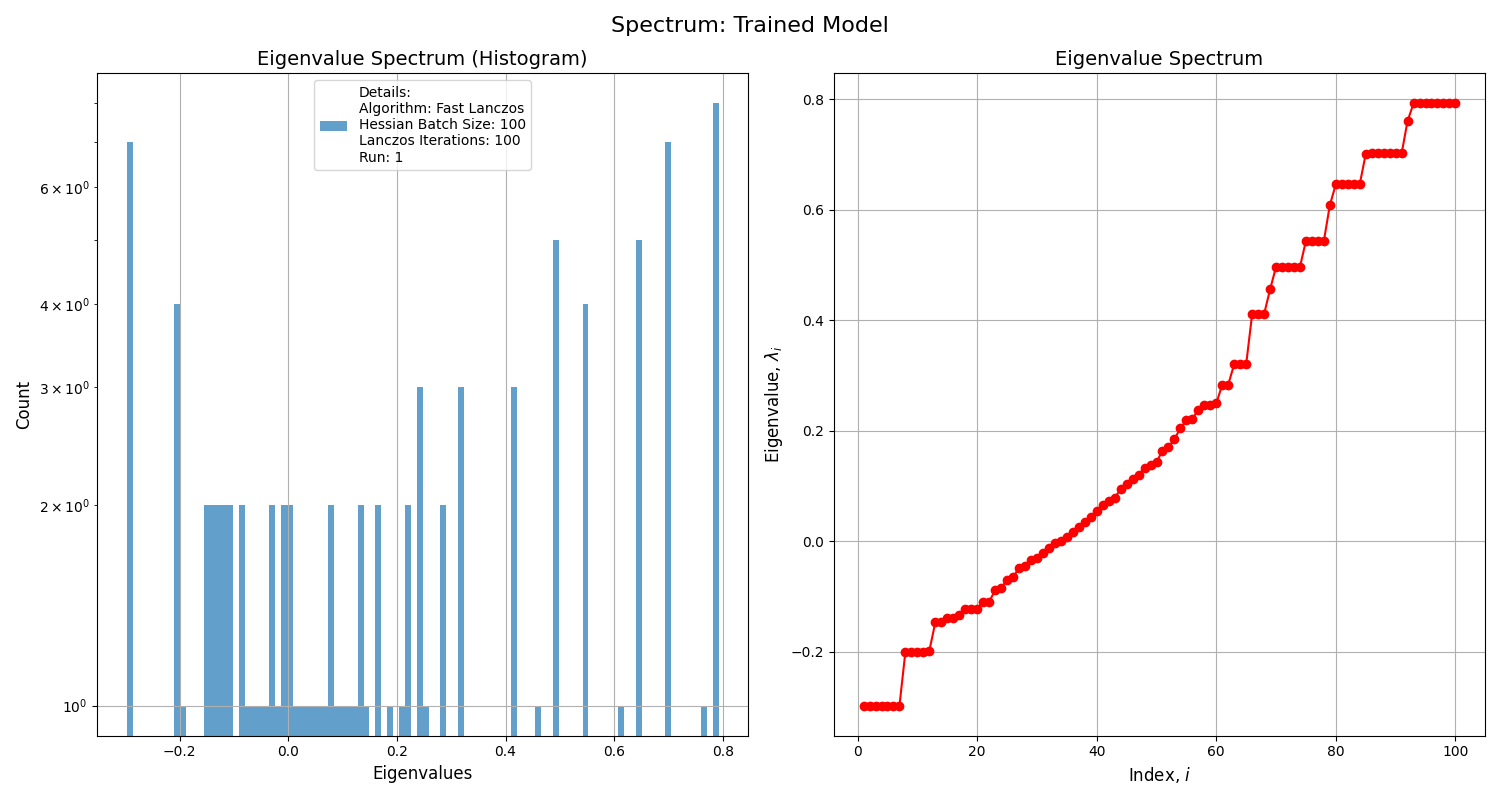 Spectrum: Trained Model
Eigenvalue Spectrum (Histogram)
Details:
Algorithm: Fast Lanczos
Hessian Batch Size: 100
Lanczos Iterations: 100
Run: 1
6 × 10⁰
4 × 10⁰
3 × 10⁰
2 × 10⁰
10⁰
Count
−0.2 0.0 0.2 0.4 0.6 0.8
Eigenvalues
Eigenvalue Spectrum
0.8
0.6
0.4
0.2
0.0
−0.2
Eigenvalue, λᵢ
0 20 40 60 80 100
Index, i